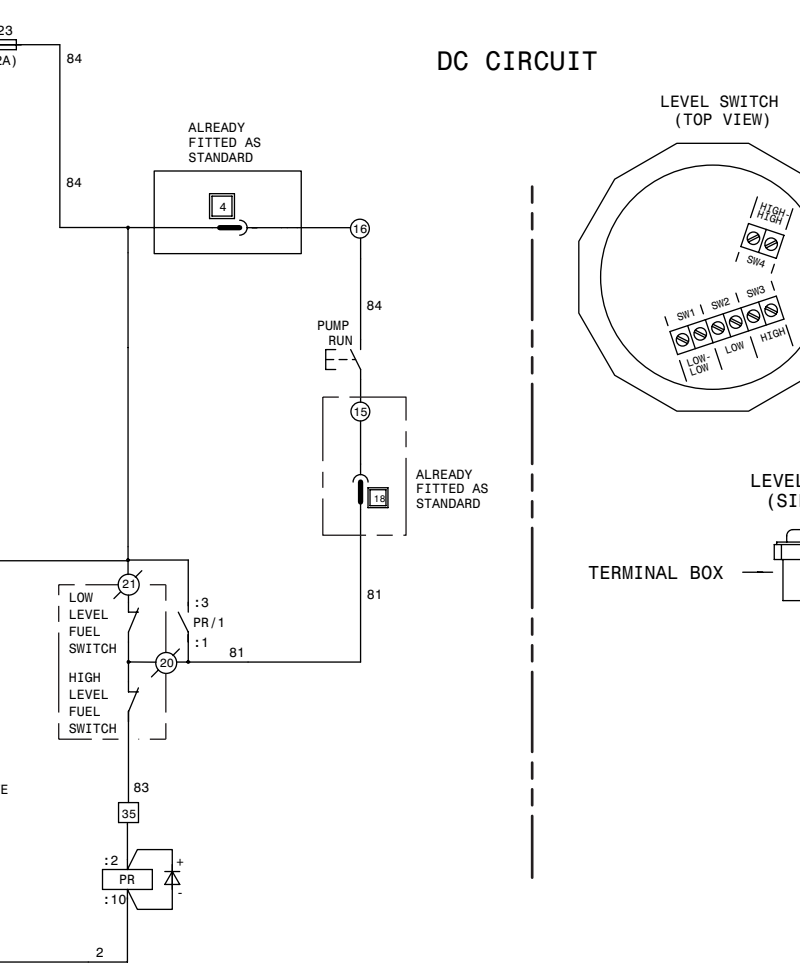 23
2A)
84
DC CIRCUIT
LEVEL SWITCH
(TOP VIEW)
ALREADY
FITTED AS
STANDARD
84
4
16
HIGH-
HIGH
SW4
84
SW1
SW2
SW3
LOW-
LOW
LOW
HIGH
PUMP
RUN
15
18
ALREADY
FITTED AS
STANDARD
LEVEL
(SI
TERMINAL BOX
81
21
LOW
LEVEL
FUEL
SWITCH
:3
PR/1
:1
20
81
HIGH
LEVEL
FUEL
SWITCH
E
83
35
:2
PR
:10
+
-
2